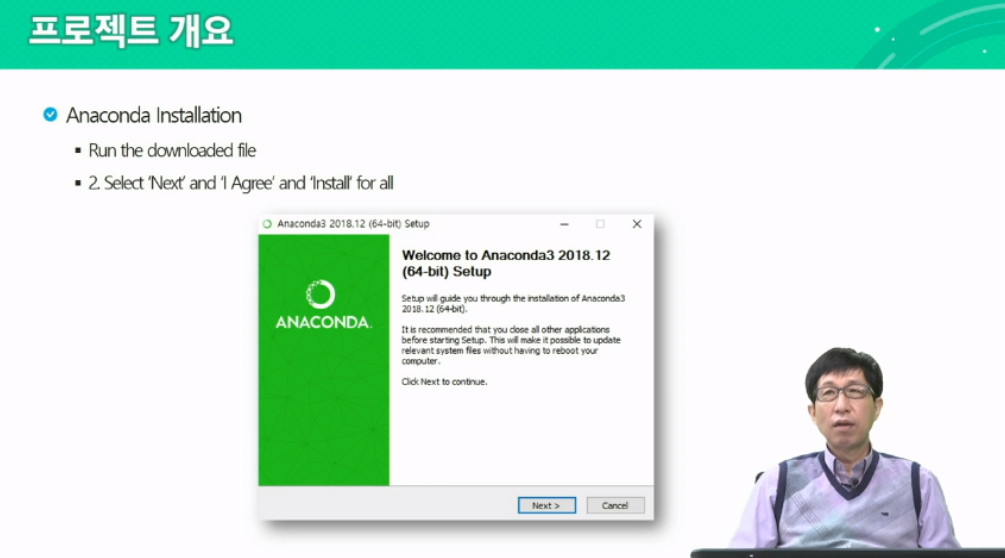 프로젝트 개요
Anaconda Installation
Run the downloaded file
2. Select 'Next' and 'I Agree' and 'Install' for all
Anaconda3 2018.12 (64-bit) Setup
ANACONDA.
Welcome to Anaconda3 2018.12
(64-bit) Setup
Setup will guide you through the installation of Anaconda3
2018.12 (64-bit).
It is recommended that you close all other applications
before starting Setup. This will make it possible to update
relevant system files without having to reboot your
computer.
Click Next to continue.
Next >
Cancel